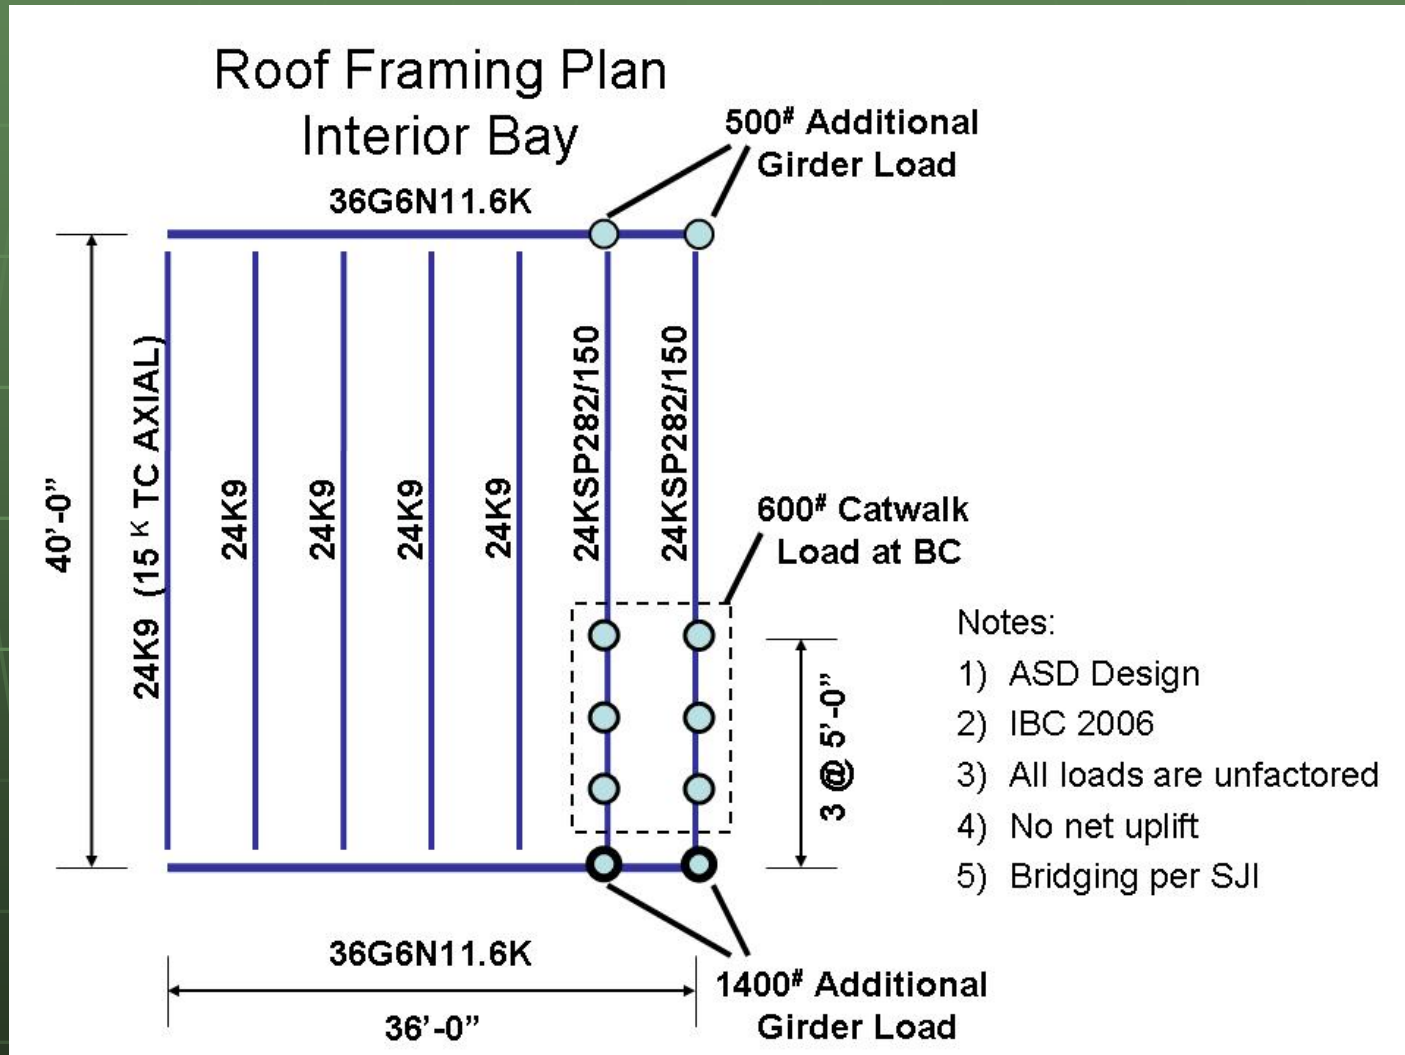 Roof Framing Plan
Interior Bay
500# Additional
Girder Load
36G6N11.6K
40'-0"
24K9 (15 K TC AXIAL)
24K9
24K9
24K9
24K9
24KSP282/150
24KSP282/150
600# Catwalk
Load at BC
3 @ 5'-0"
Notes:
1) ASD Design
2) IBC 2006
3) All loads are unfactored
4) No net uplift
5) Bridging per SJI
36G6N11.6K
36'-0"
1400# Additional
Girder Load